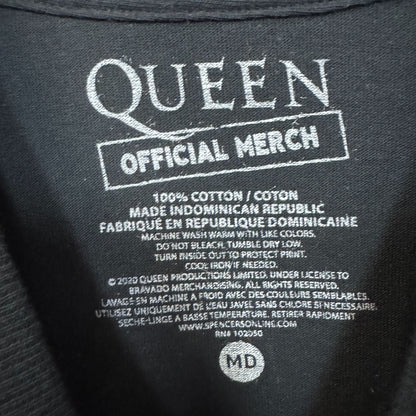 QUEEN
OFFICIAL MERCH
100% COTTON / COTON
MADE INDOMINICAN REPUBLIC
FABRIQUÉ EN REPUBLIQUE DOMINICAINE
MACHINE WASH WARM WITH LIKE COLORS.
DO NOT BLEACH, TUMBLE DRY LOW.
TURN INSIDE OUT TO PROTECT PRINT.
COOL IRON IF NEEDED.
© 2020 QUEEN PRODUCTIONS LIMITED. UNDER LICENSE TO
BRAVADO MERCHANDISING. ALL RIGHTS RESERVED.
LAVAGE EN MACHINE A FROID AVEC DES COULEURS SEMBLABLES.
UTILISEZ UNIQUEMENT DE L'EAU JAVEL SANS CHLORE SI NECESSAIRE.
SECHE-LINGE A BASSE TEMPERATURE. RETIRER RAPIDEMENT
WWW.SPENCERSONLINE.COM
RN# 102050
MD